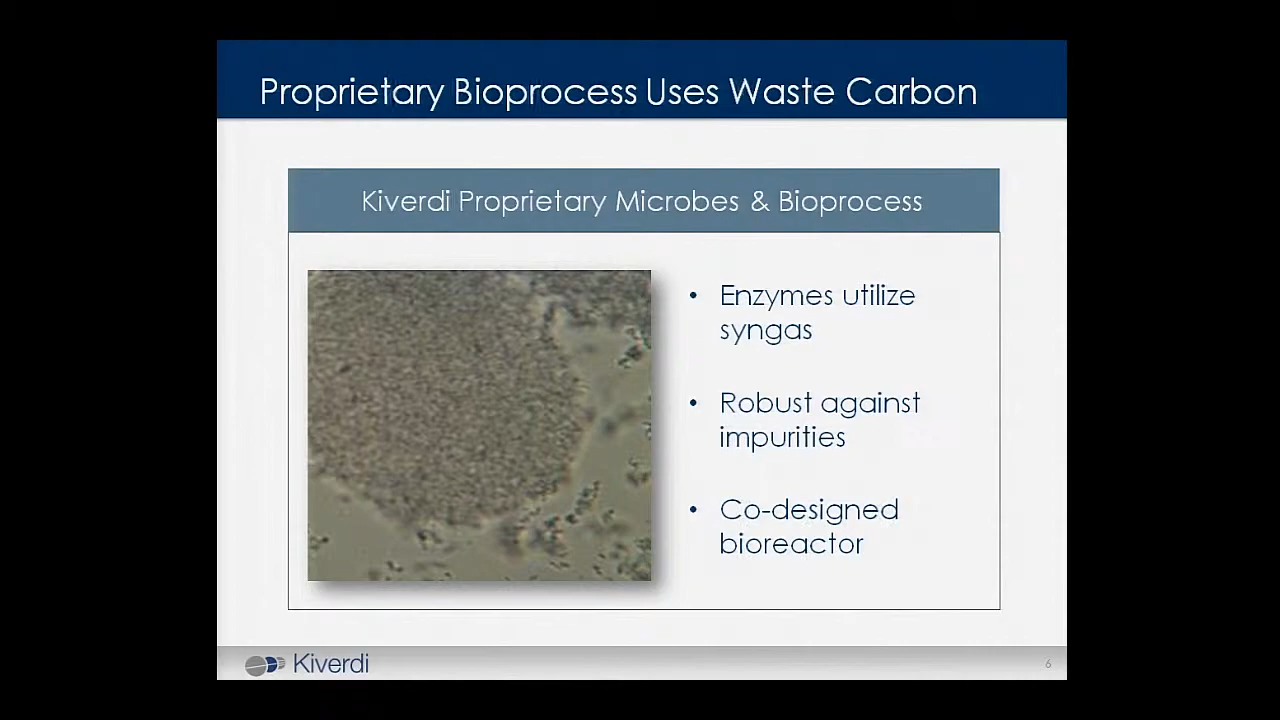 Proprietary Bioprocess Uses Waste Carbon
Kiverdi Proprietary Microbes & Bioprocess
• Enzymes utilize
syngas
• Robust against
impurities
• Co-designed
bioreactor
Kiverdi
6